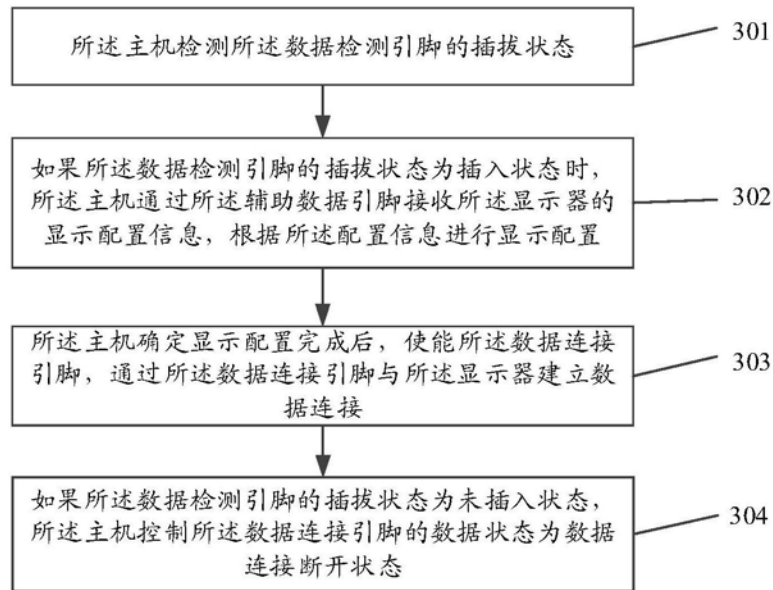 所述主机检测所述数据检测引脚的插拔状态
301
如果所述数据检测引脚的插拔状态为插入状态时，
所述主机通过所述辅助数据引脚接收所述显示器的
显示配置信息，根据所述配置信息进行显示配置
302
所述主机确定显示配置完成后，使能所述数据连接
引脚，通过所述数据连接引脚与所述显示器建立数
据连接
303
如果所述数据检测引脚的插拔状态为未插入状态，
所述主机控制所述数据连接引脚的数据状态为数据
连接断开状态
304